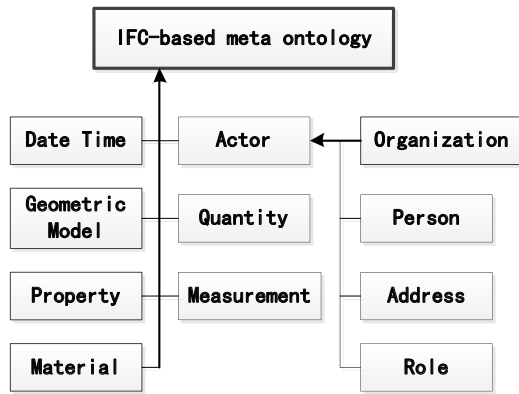 IFC-based meta ontology
Date Time
Actor
Organization
Geometric
Model
Quantity
Person
Property
Measurement
Address
Material
Role